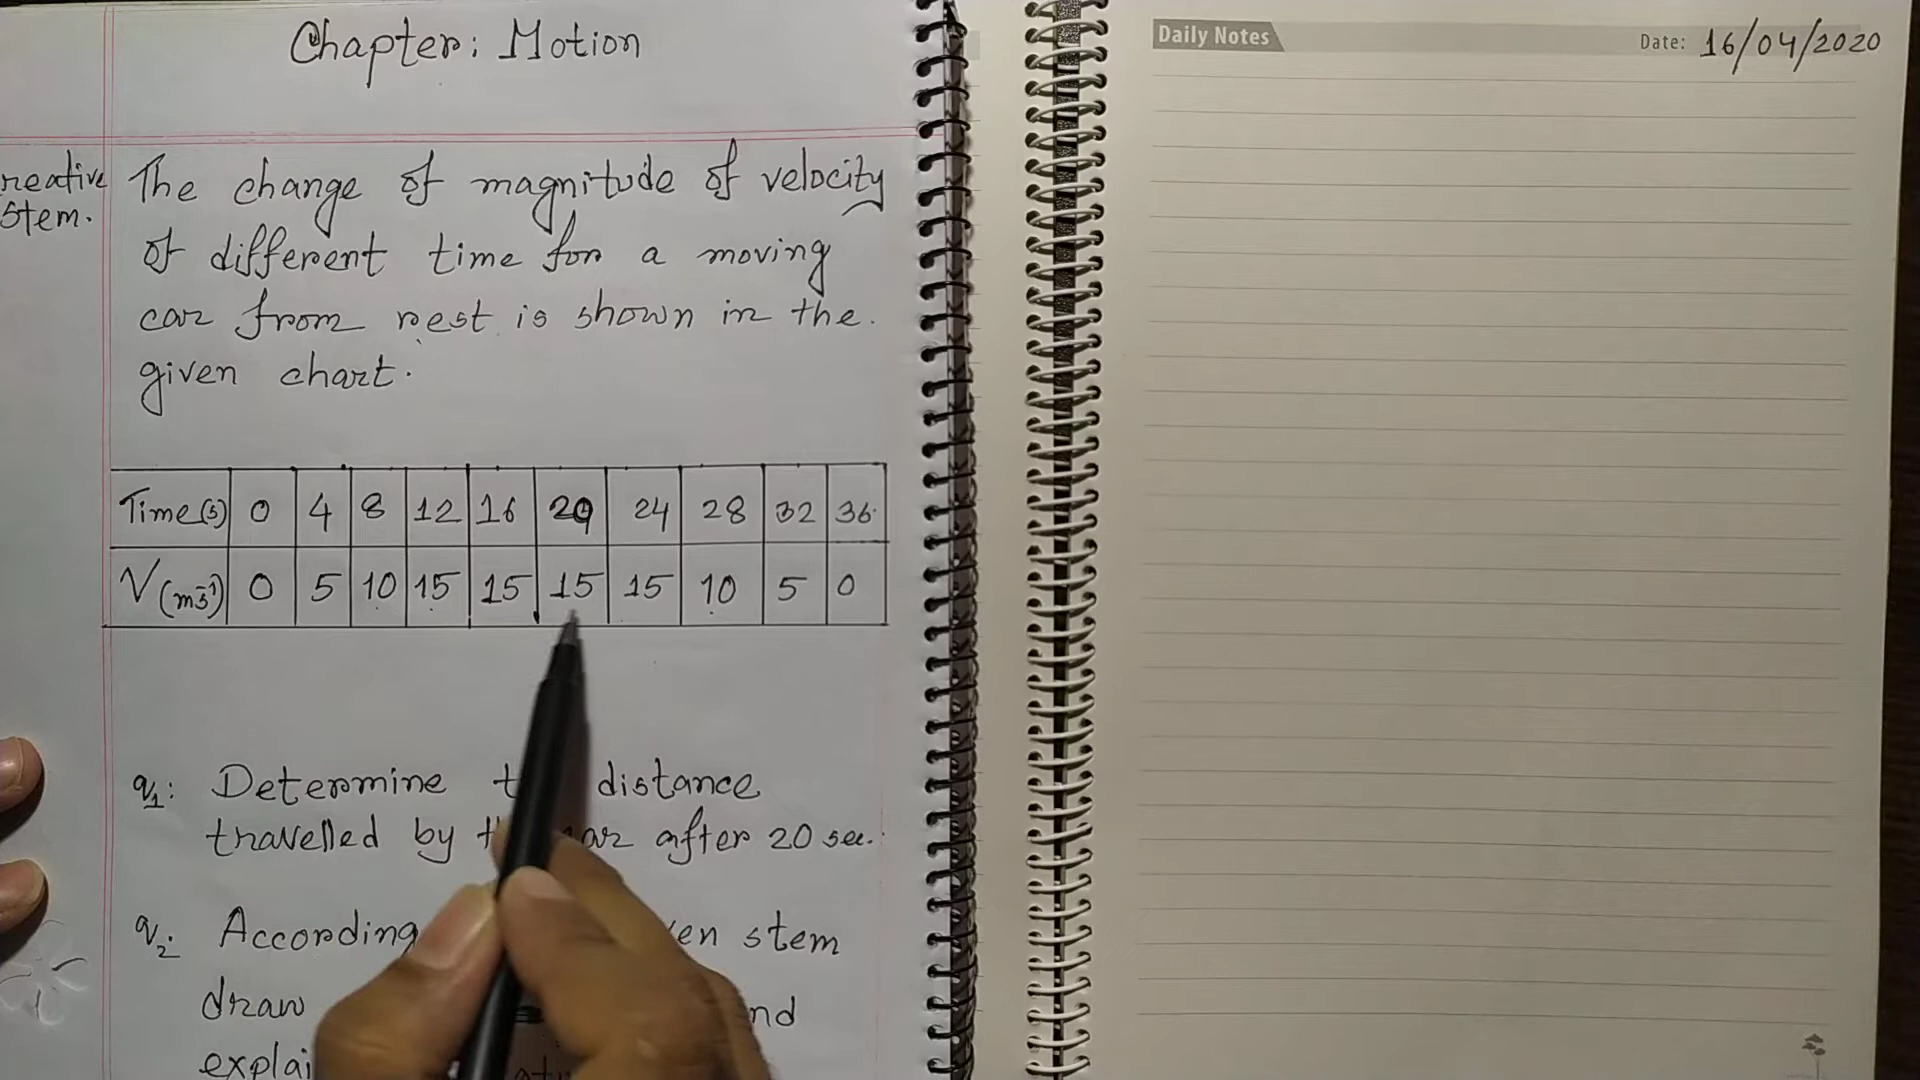 Chapter: Motion
Daily Notes
Date: 16/04/2020
reative
Stem.
The change of magnitude of velocity
of different time for a moving
car from rest is shown in the.
given chart.
Time(s) 0 4 8 12 16 20 24 28 32 36
V(ms⁻¹) 0 5 10 15 15 15 15 10 5 0
q1: Determine distance
travelled by car after 20 sec.
q2: According stem
draw